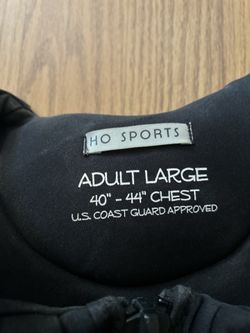 HO SPORTS
ADULT LARGE
40" - 44" CHEST
U.S. COAST GUARD APPROVED